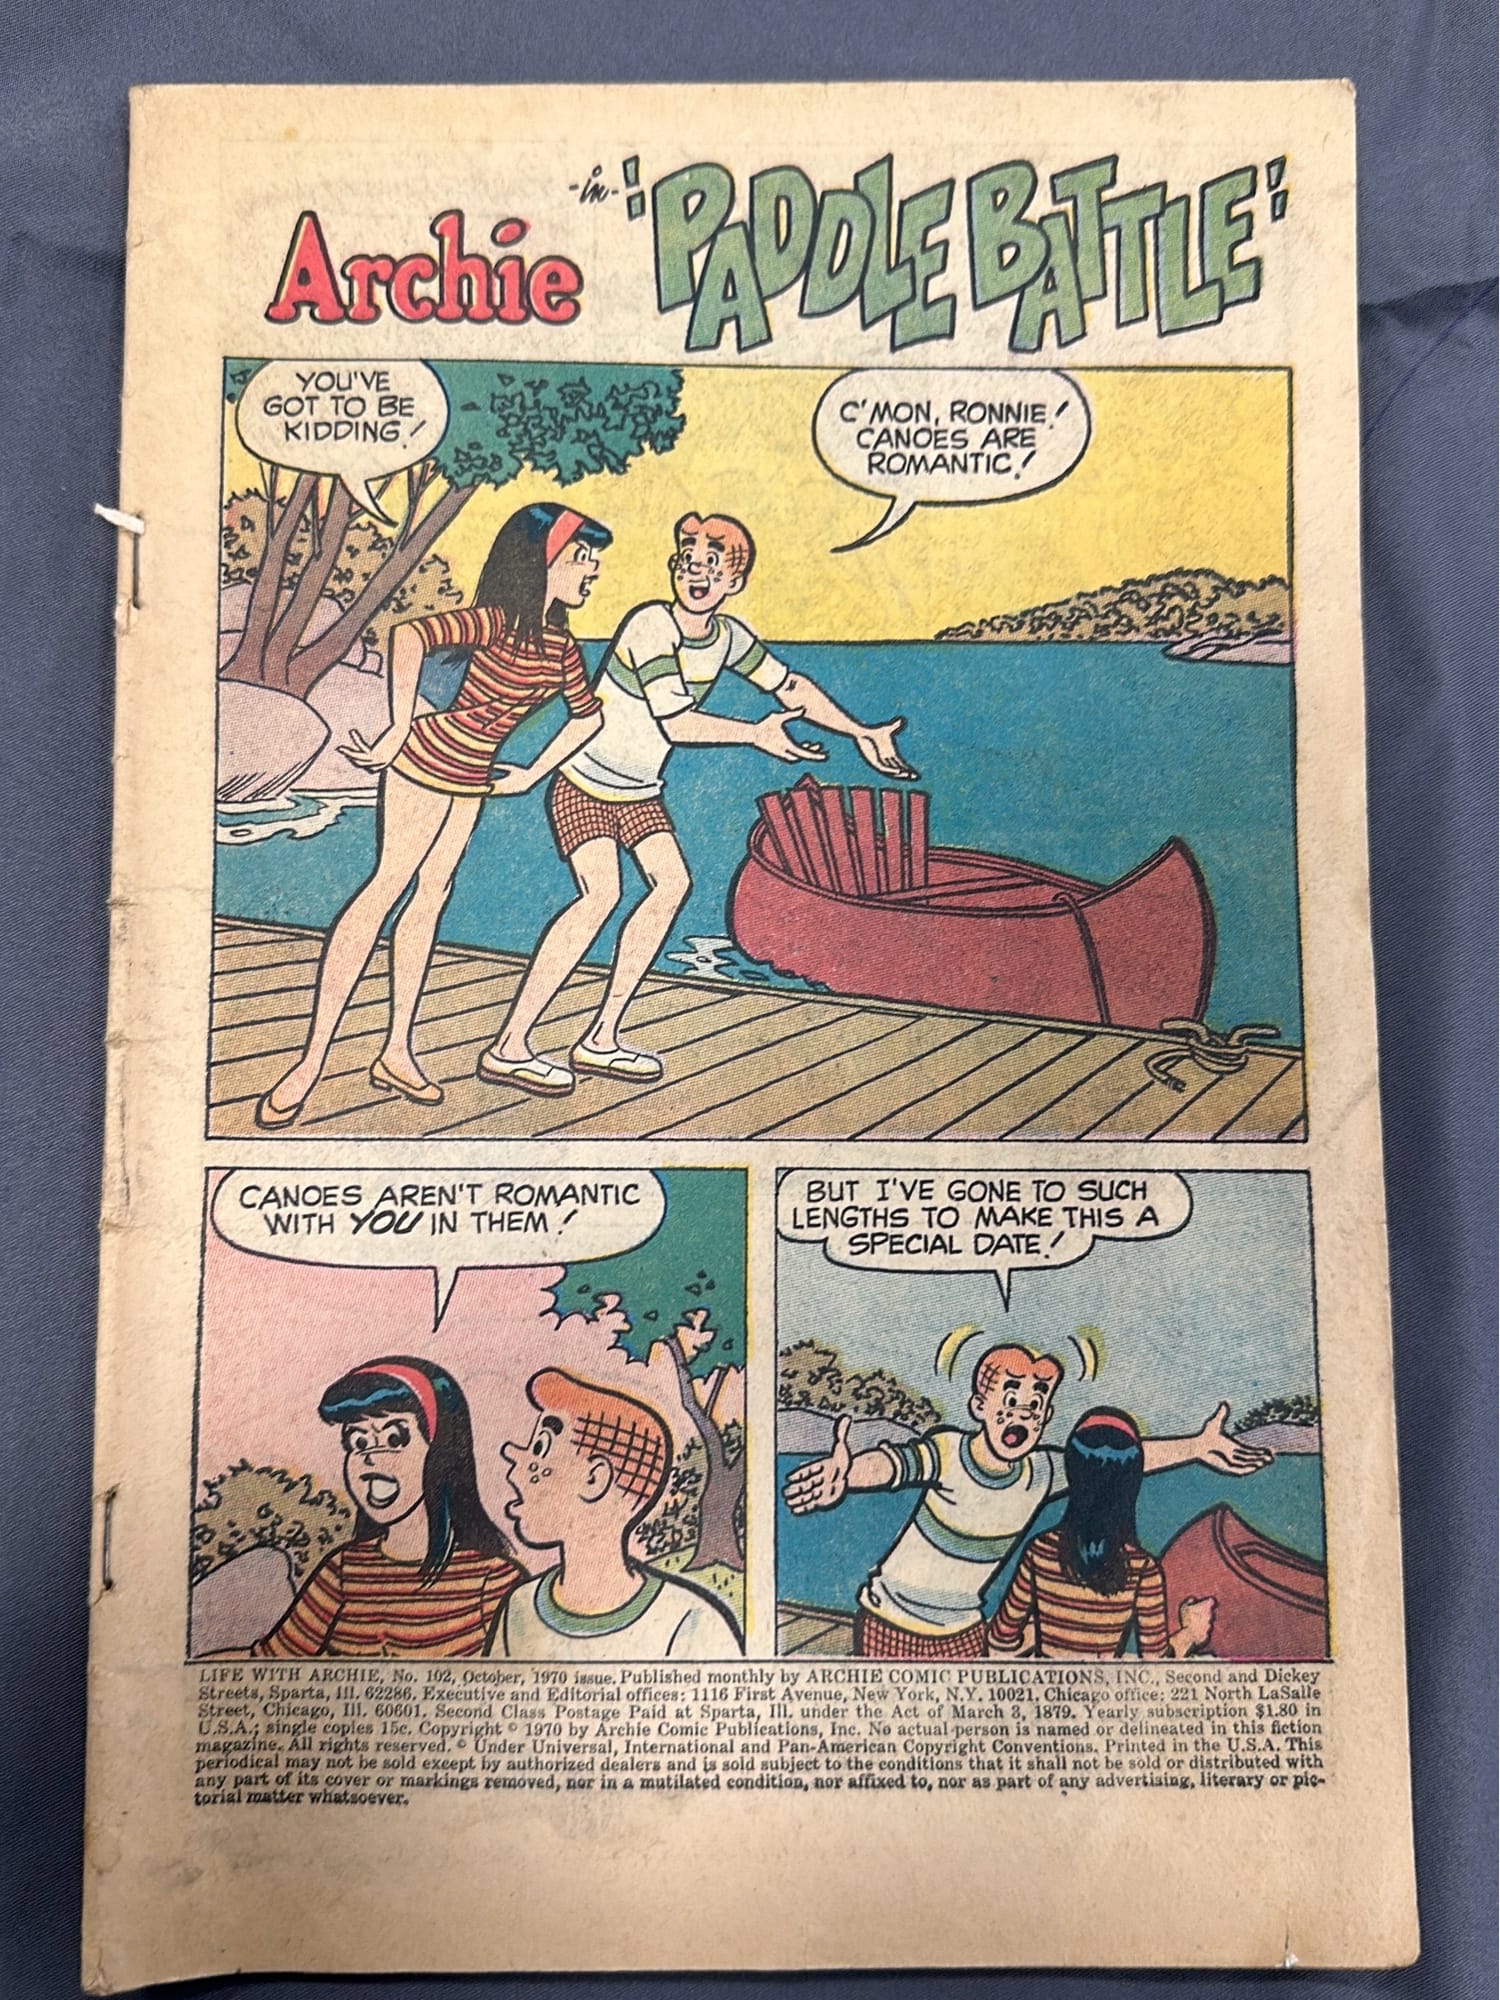 Archie -in- "PADDLE BATTLE"
YOU'VE
GOT TO BE
KIDDING!
C'MON, RONNIE!
CANOES ARE
ROMANTIC!
CANOES AREN'T ROMANTIC
WITH YOU IN THEM!
BUT I'VE GONE TO SUCH
LENGTHS TO MAKE THIS A
SPECIAL DATE!
LIFE WITH ARCHIE, No. 102, October, 1970 issue. Published monthly by ARCHIE COMIC PUBLICATIONS, INC., Second and Dickey
Streets, Sparta, Ill. 62286. Executive and Editorial offices: 1116 First Avenue, New York, N.Y. 10021. Chicago office: 221 North LaSalle
Street, Chicago, Ill. 60601. Second Class Postage Paid at Sparta, Ill. under the Act of March 3, 1879. Yearly subscription $1.80 in
U.S.A.; single copies 15c. Copyright © 1970 by Archie Comic Publications, Inc. No actual person is named or delineated in this fiction
magazine. All rights reserved. © Under Universal, International and Pan-American Copyright Conventions. Printed in the U.S.A. This
periodical may not be sold except by authorized dealers and is sold subject to the conditions that it shall not be sold or distributed with
any part of its cover or markings removed, nor in a mutilated condition, nor affixed to, nor as part of any advertising, literary or pic-
torial matter whatsoever.